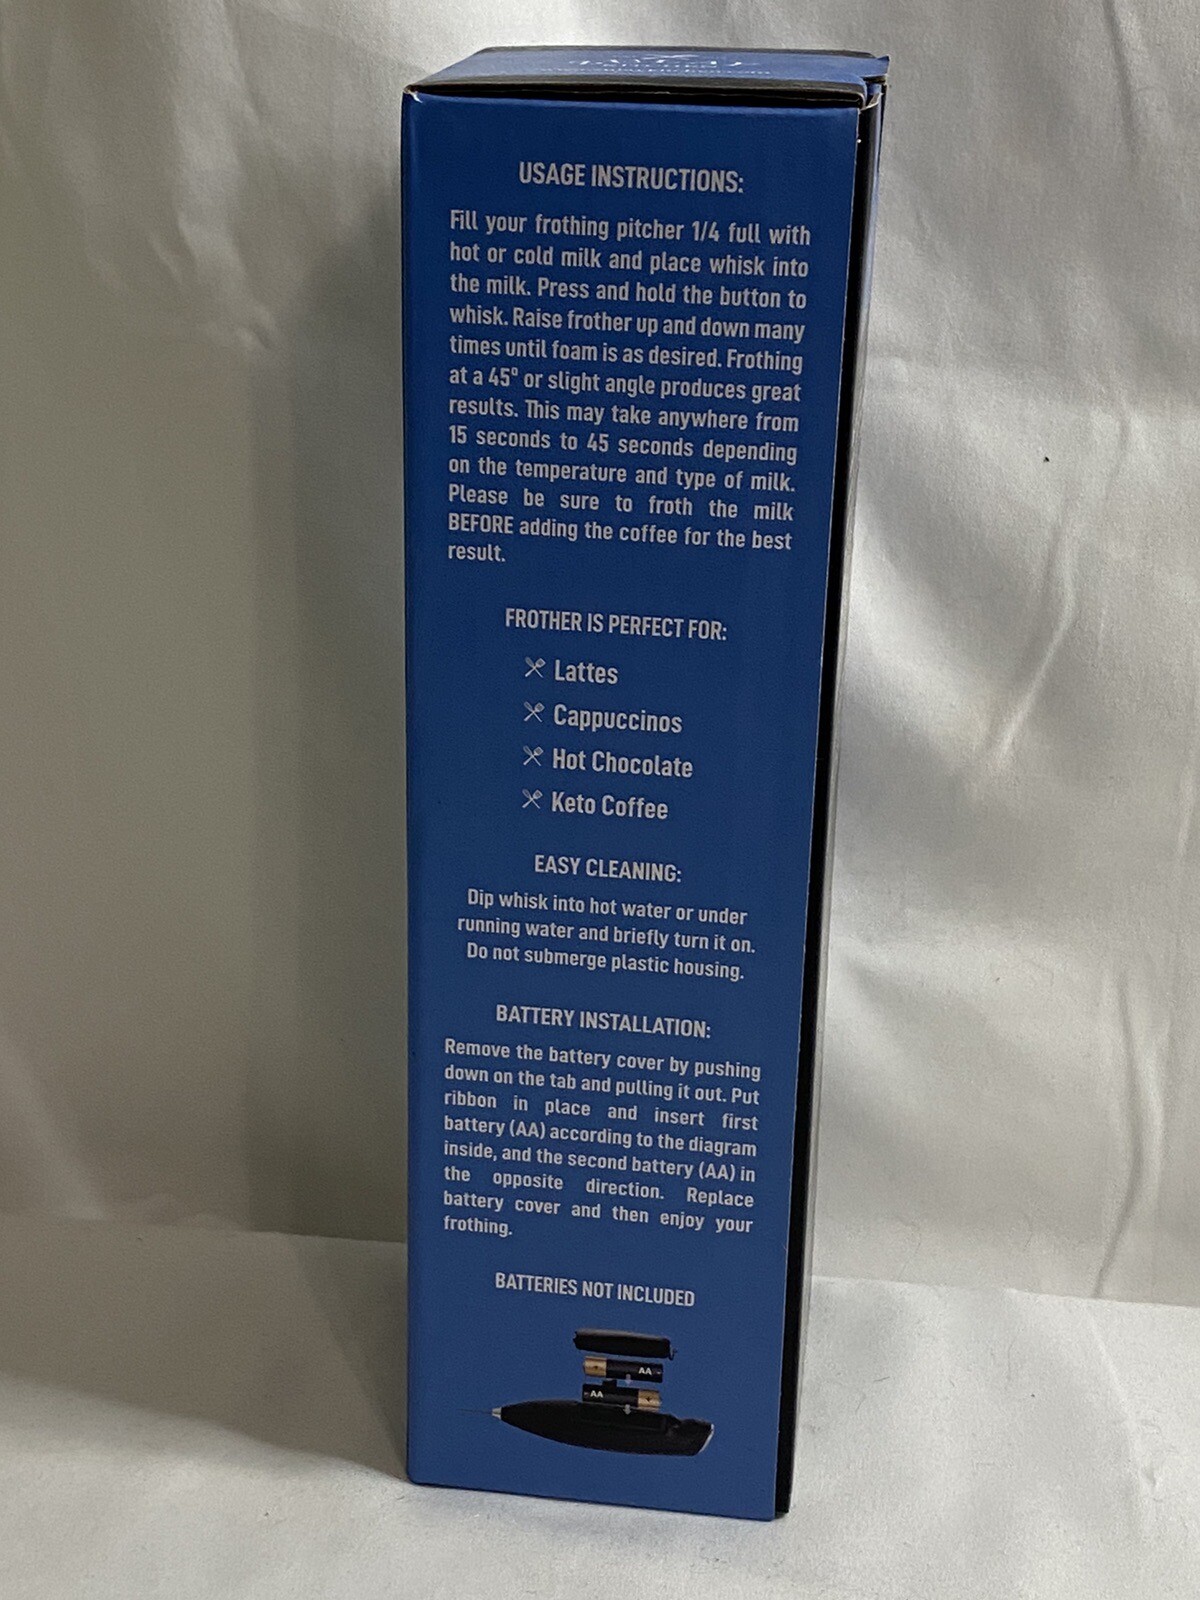 USAGE INSTRUCTIONS:
Fill your frothing pitcher 1/4 full with
hot or cold milk and place whisk into
the milk. Press and hold the button to
whisk. Raise frother up and down many
times until foam is as desired. Frothing
at a 45° or slight angle produces great
results. This may take anywhere from
15 seconds to 45 seconds depending
on the temperature and type of milk.
Please be sure to froth the milk
BEFORE adding the coffee for the best
result.
FROTHER IS PERFECT FOR:
Lattes
Cappuccinos
Hot Chocolate
Keto Coffee
EASY CLEANING:
Dip whisk into hot water or under
running water and briefly turn it on.
Do not submerge plastic housing.
BATTERY INSTALLATION:
Remove the battery cover by pushing
down on the tab and pulling it out. Put
ribbon in place and insert first
battery (AA) according to the diagram
inside, and the second battery (AA) in
the opposite direction. Replace
battery cover and then enjoy your
frothing.
BATTERIES NOT INCLUDED
AA
AA